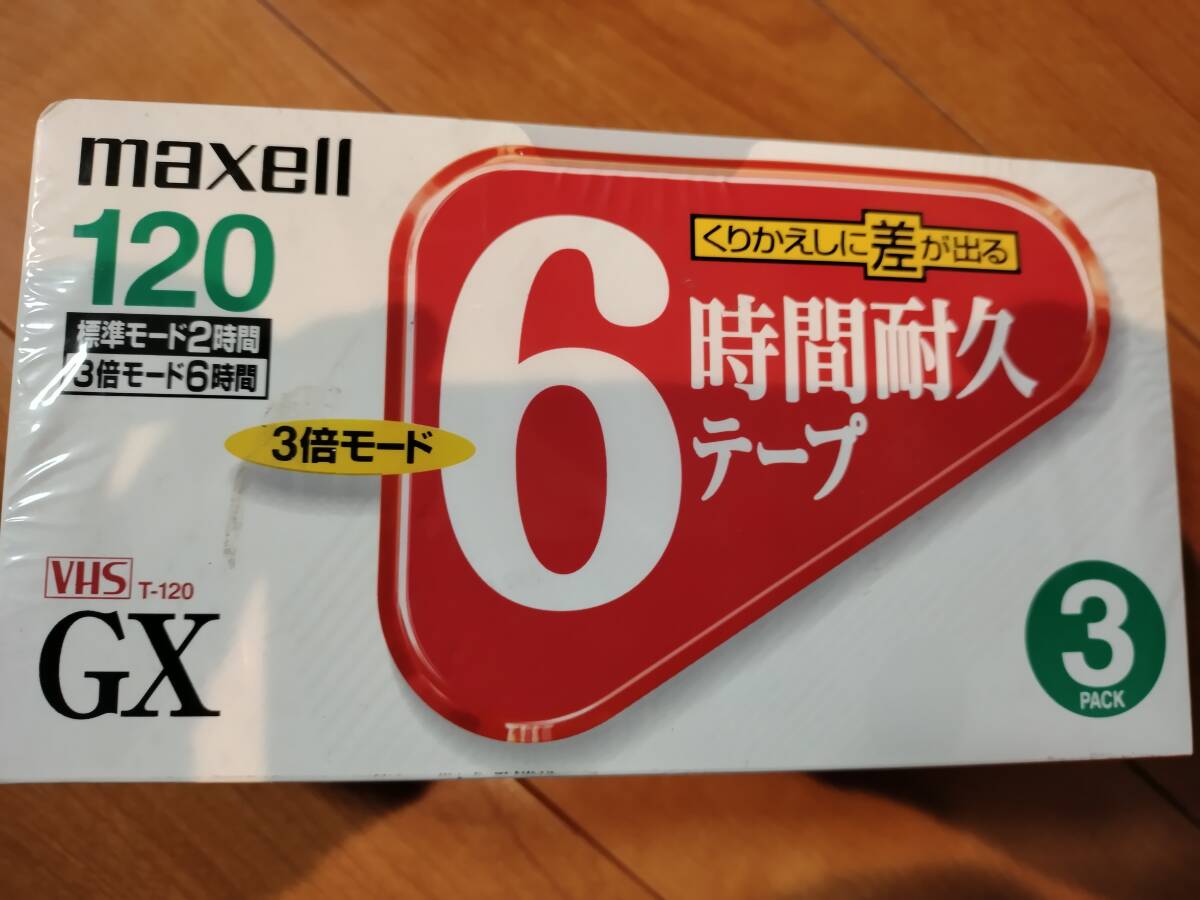 maxell
120
標準モード2時間
3倍モード6時間
3倍モード
くりかえしに差が出る
6時間耐久
テープ
VHS T-120
GX
3
PACK